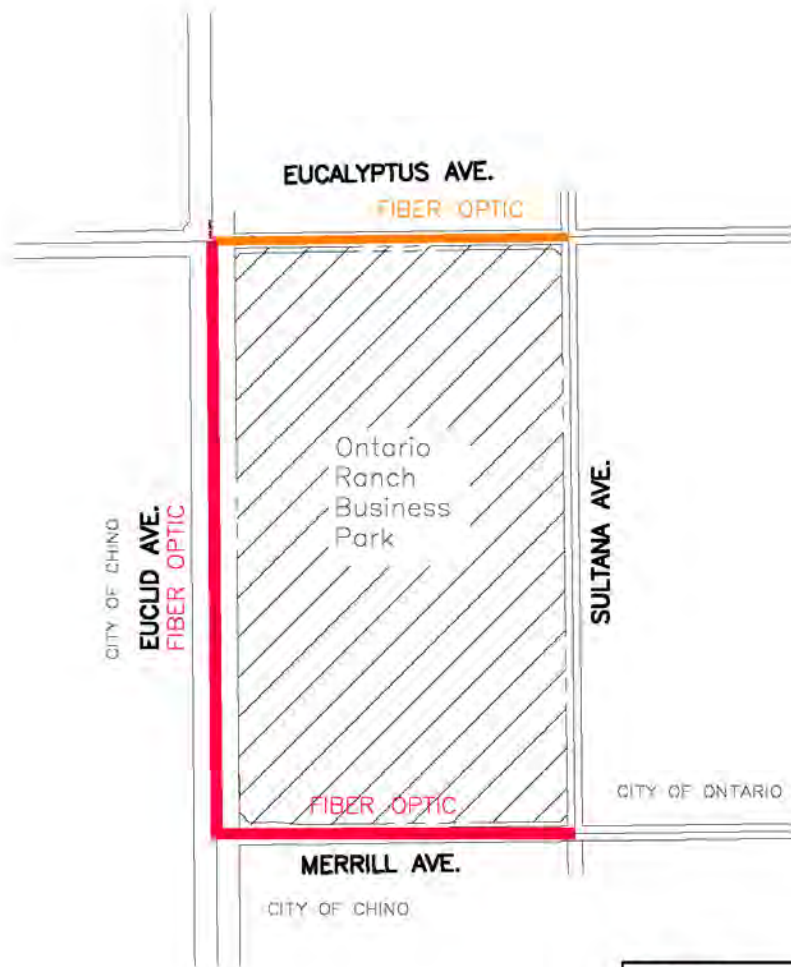 EUCALYPTUS AVE.
FIBER OPTIC
Ontario
Ranch
Business
Park
CITY OF CHINO
EUCLID AVE.
FIBER OPTIC
SULTANA AVE.
CITY OF ONTARIO
FIBER OPTIC
MERRILL AVE.
CITY OF CHINO